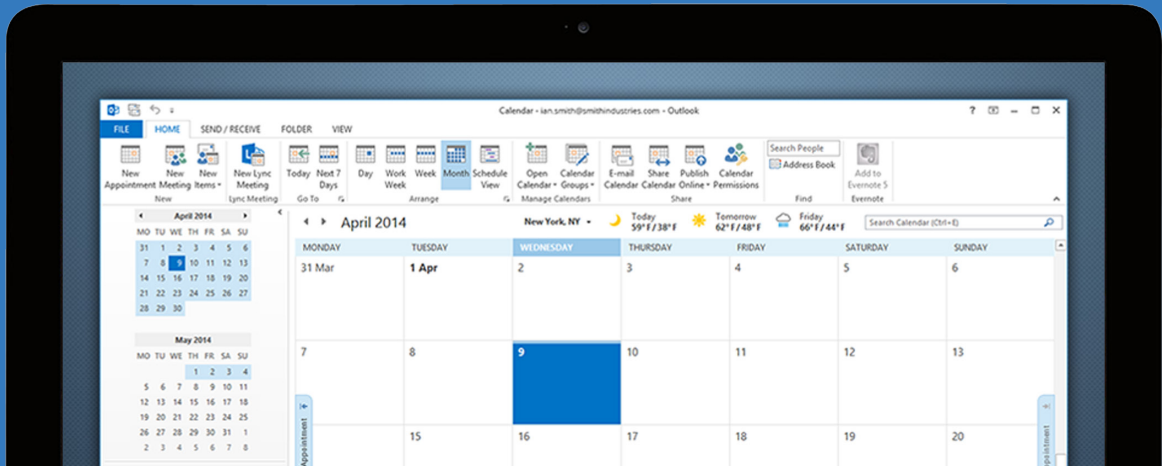 Calendar - ian.smith@smithindustries.com - Outlook
?
FILE HOME SEND / RECEIVE FOLDER VIEW
New Appointment
New Meeting
New Items
New
New Lync Meeting
Lync Meeting
Today
Next 7 Days
Go To
Day
Work Week
Week
Month
Schedule View
Arrange
Open Calendar
Calendar Groups
Manage Calendars
E-mail Calendar
Share Calendar
Publish Online
Calendar Permissions
Share
Search People
Address Book
Find
Add to Evernote 5
Evernote
April 2014
MO TU WE TH FR SA SU
31 1 2 3 4 5 6
7 8 9 10 11 12 13
14 15 16 17 18 19 20
21 22 23 24 25 26 27
28 29 30
May 2014
MO TU WE TH FR SA SU
1 2 3 4
5 6 7 8 9 10 11
12 13 14 15 16 17 18
19 20 21 22 23 24 25
26 27 28 29 30 31 1
2 3 4 5 6 7 8
April 2014
New York, NY
Today
59°F/38°F
Tomorrow
62°F/48°F
Friday
66°F/44°F
Search Calendar (Ctrl+E)
MONDAY TUESDAY WEDNESDAY THURSDAY FRIDAY SATURDAY SUNDAY
31 Mar 1 Apr 2 3 4 5 6
7 8 9 10 11 12 13
15 16 17 18 19 20
Appointment